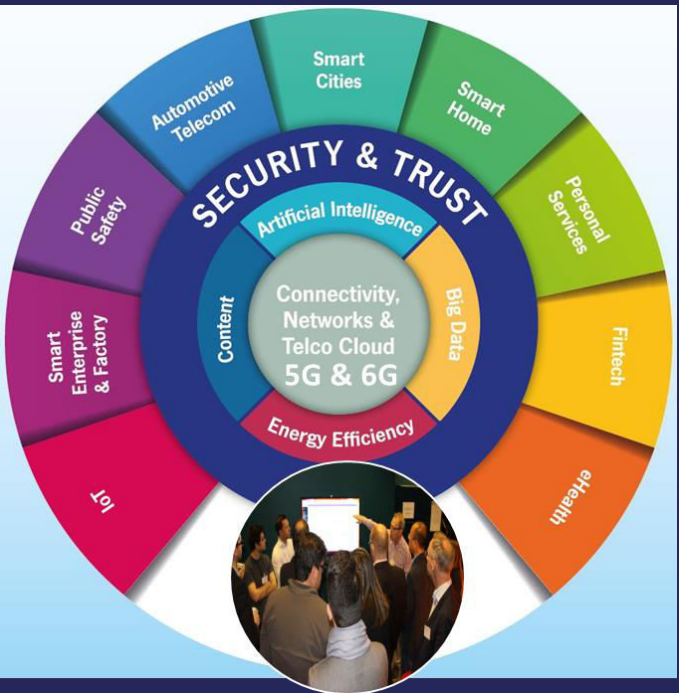 Smart
Cities
Automotive
Telecom
Smart
Home
Public
Safety
Personal
Services
Smart
Enterprise
& Factory
Fintech
IoT
eHealth
SECURITY & TRUST
Artificial Intelligence
Content
Big Data
Energy Efficiency
Connectivity,
Networks &
Telco Cloud
5G & 6G